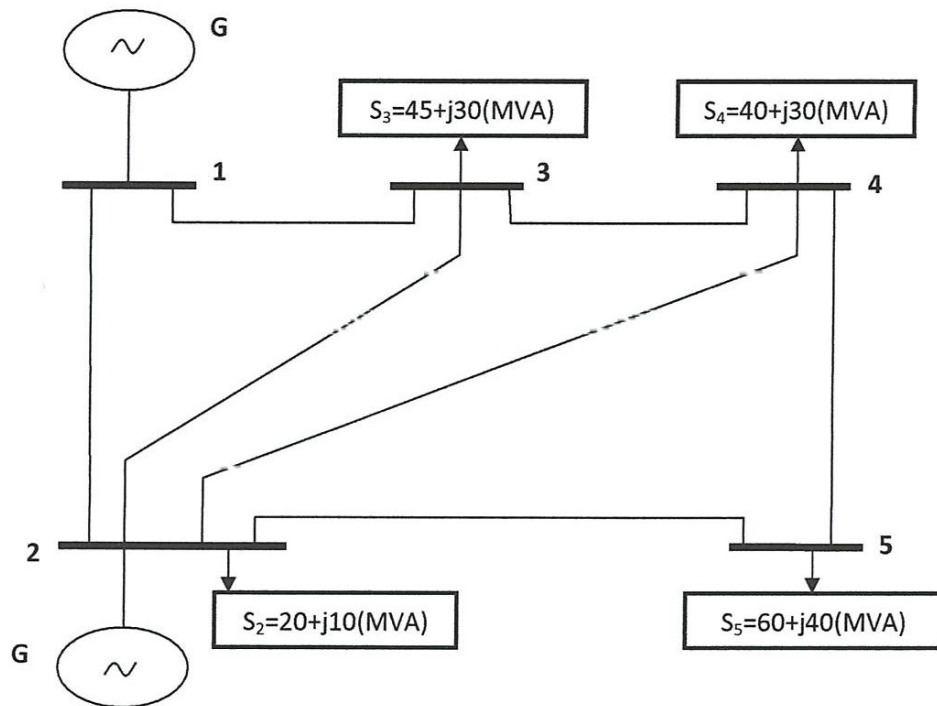 G
S₃=45+j30(MVA)
S₄=40+j30(MVA)
1
3
4
2
5
S₂=20+j10(MVA)
S₅=60+j40(MVA)
G